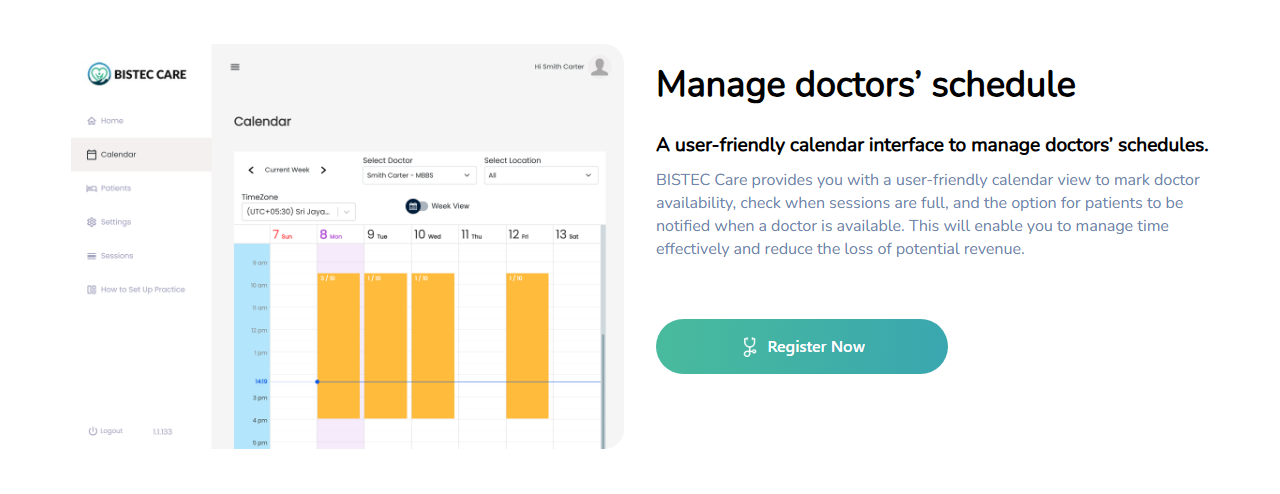 BISTEC CARE
Home
Calendar
Patients
Settings
Sessions
How to Set Up Practice
Logout 1.1.133
Hi Smith Carter
Calendar
Current Week
Select Doctor
Smith Carter - MBBS
Select Location
All
TimeZone
(UTC+05:30) Sri Jaya...
Week View
7 Sun 8 Mon 9 Tue 10 Wed 11 Thu 12 Fri 13 Sat
9 am
10 am
11 am
12 pm
1 pm
14:19
3 pm
4 pm
5 pm
1 / 10 1 / 10 1 / 10
Manage doctors’ schedule
A user-friendly calendar interface to manage doctors’ schedules.
BISTEC Care provides you with a user-friendly calendar view to mark doctor
availability, check when sessions are full, and the option for patients to be
notified when a doctor is available. This will enable you to manage time
effectively and reduce the loss of potential revenue.
Register Now